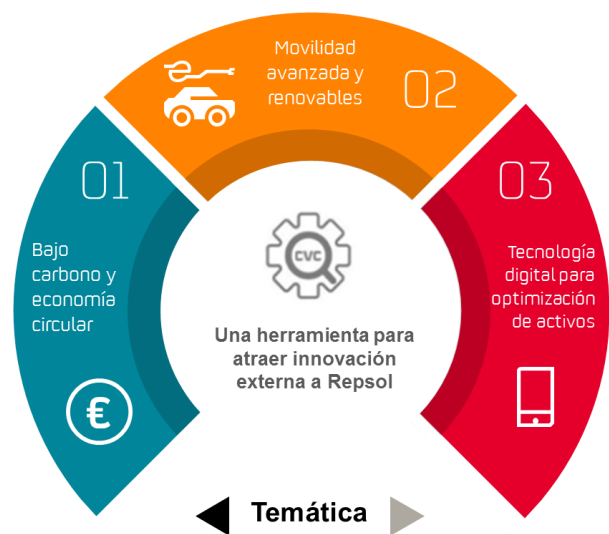 01
Bajo
carbono y
economía
circular
€
Movilidad
avanzada y
renovables
02
03
Tecnología
digital para
optimización
de activos
CVC
Una herramienta para
atraer innovación
externa a Repsol
Temática